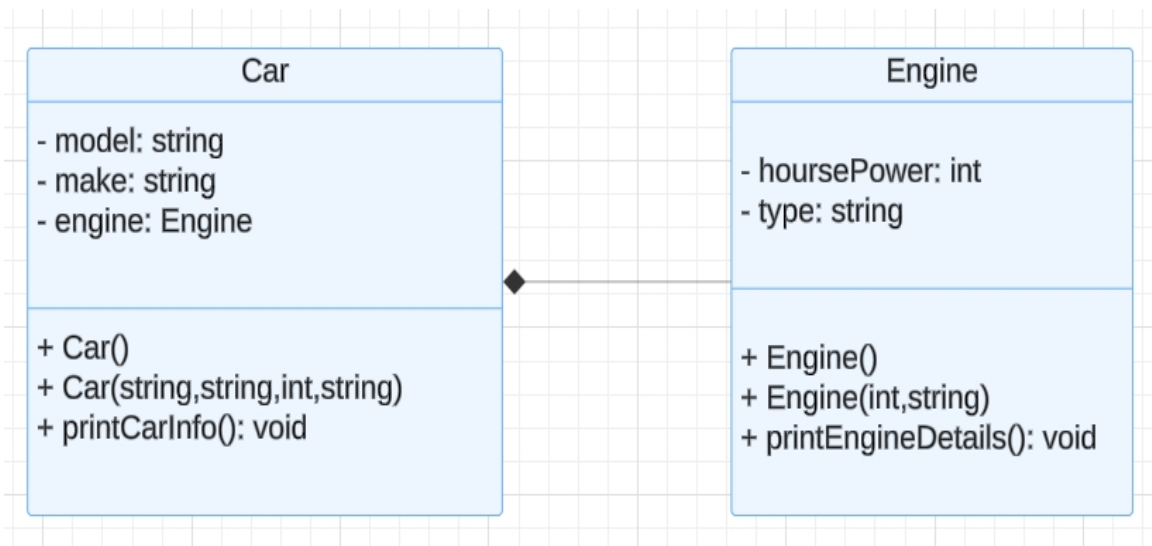 Car
- model: string
- make: string
- engine: Engine
+ Car()
+ Car(string,string,int,string)
+ printCarInfo(): void
Engine
- hoursePower: int
- type: string
+ Engine()
+ Engine(int,string)
+ printEngineDetails(): void